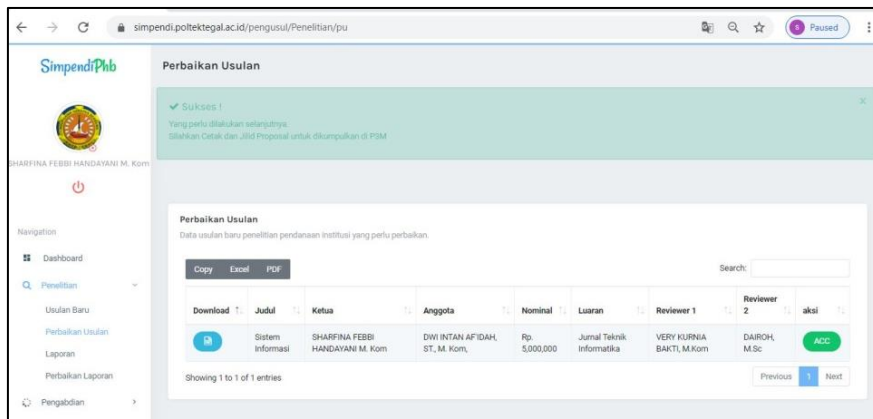 simpendi.poltektegal.ac.id/pengusul/Penelitian/pu
Paused
SimpendiPhb
Perbaikan Usulan
Sukses !
Yang perlu dilakukan selanjutnya.
Silahkan Cetak dan Jilid Proposal untuk dikumpulkan di P3M
SHARFINA FEBBI HANDAYANI M. Kom
Navigation
Dashboard
Penelitian
Usulan Baru
Perbaikan Usulan
Laporan
Perbaikan Laporan
Pengabdian
Perbaikan Usulan
Data usulan baru penelitian pendanaan institusi yang perlu perbaikan.
Copy Excel PDF
Search:
Download Judul Ketua Anggota Nominal Luaran Reviewer 1 Reviewer 2 aksi
Sistem Informasi SHARFINA FEBBI HANDAYANI M. Kom DWI INTAN AF'IDAH, ST., M. Kom, Rp. 5,000,000 Jurnal Teknik Informatika VERY KURNIA BAKTI, M.Kom DAIROH, M.Sc ACC
Showing 1 to 1 of 1 entries
Previous 1 Next